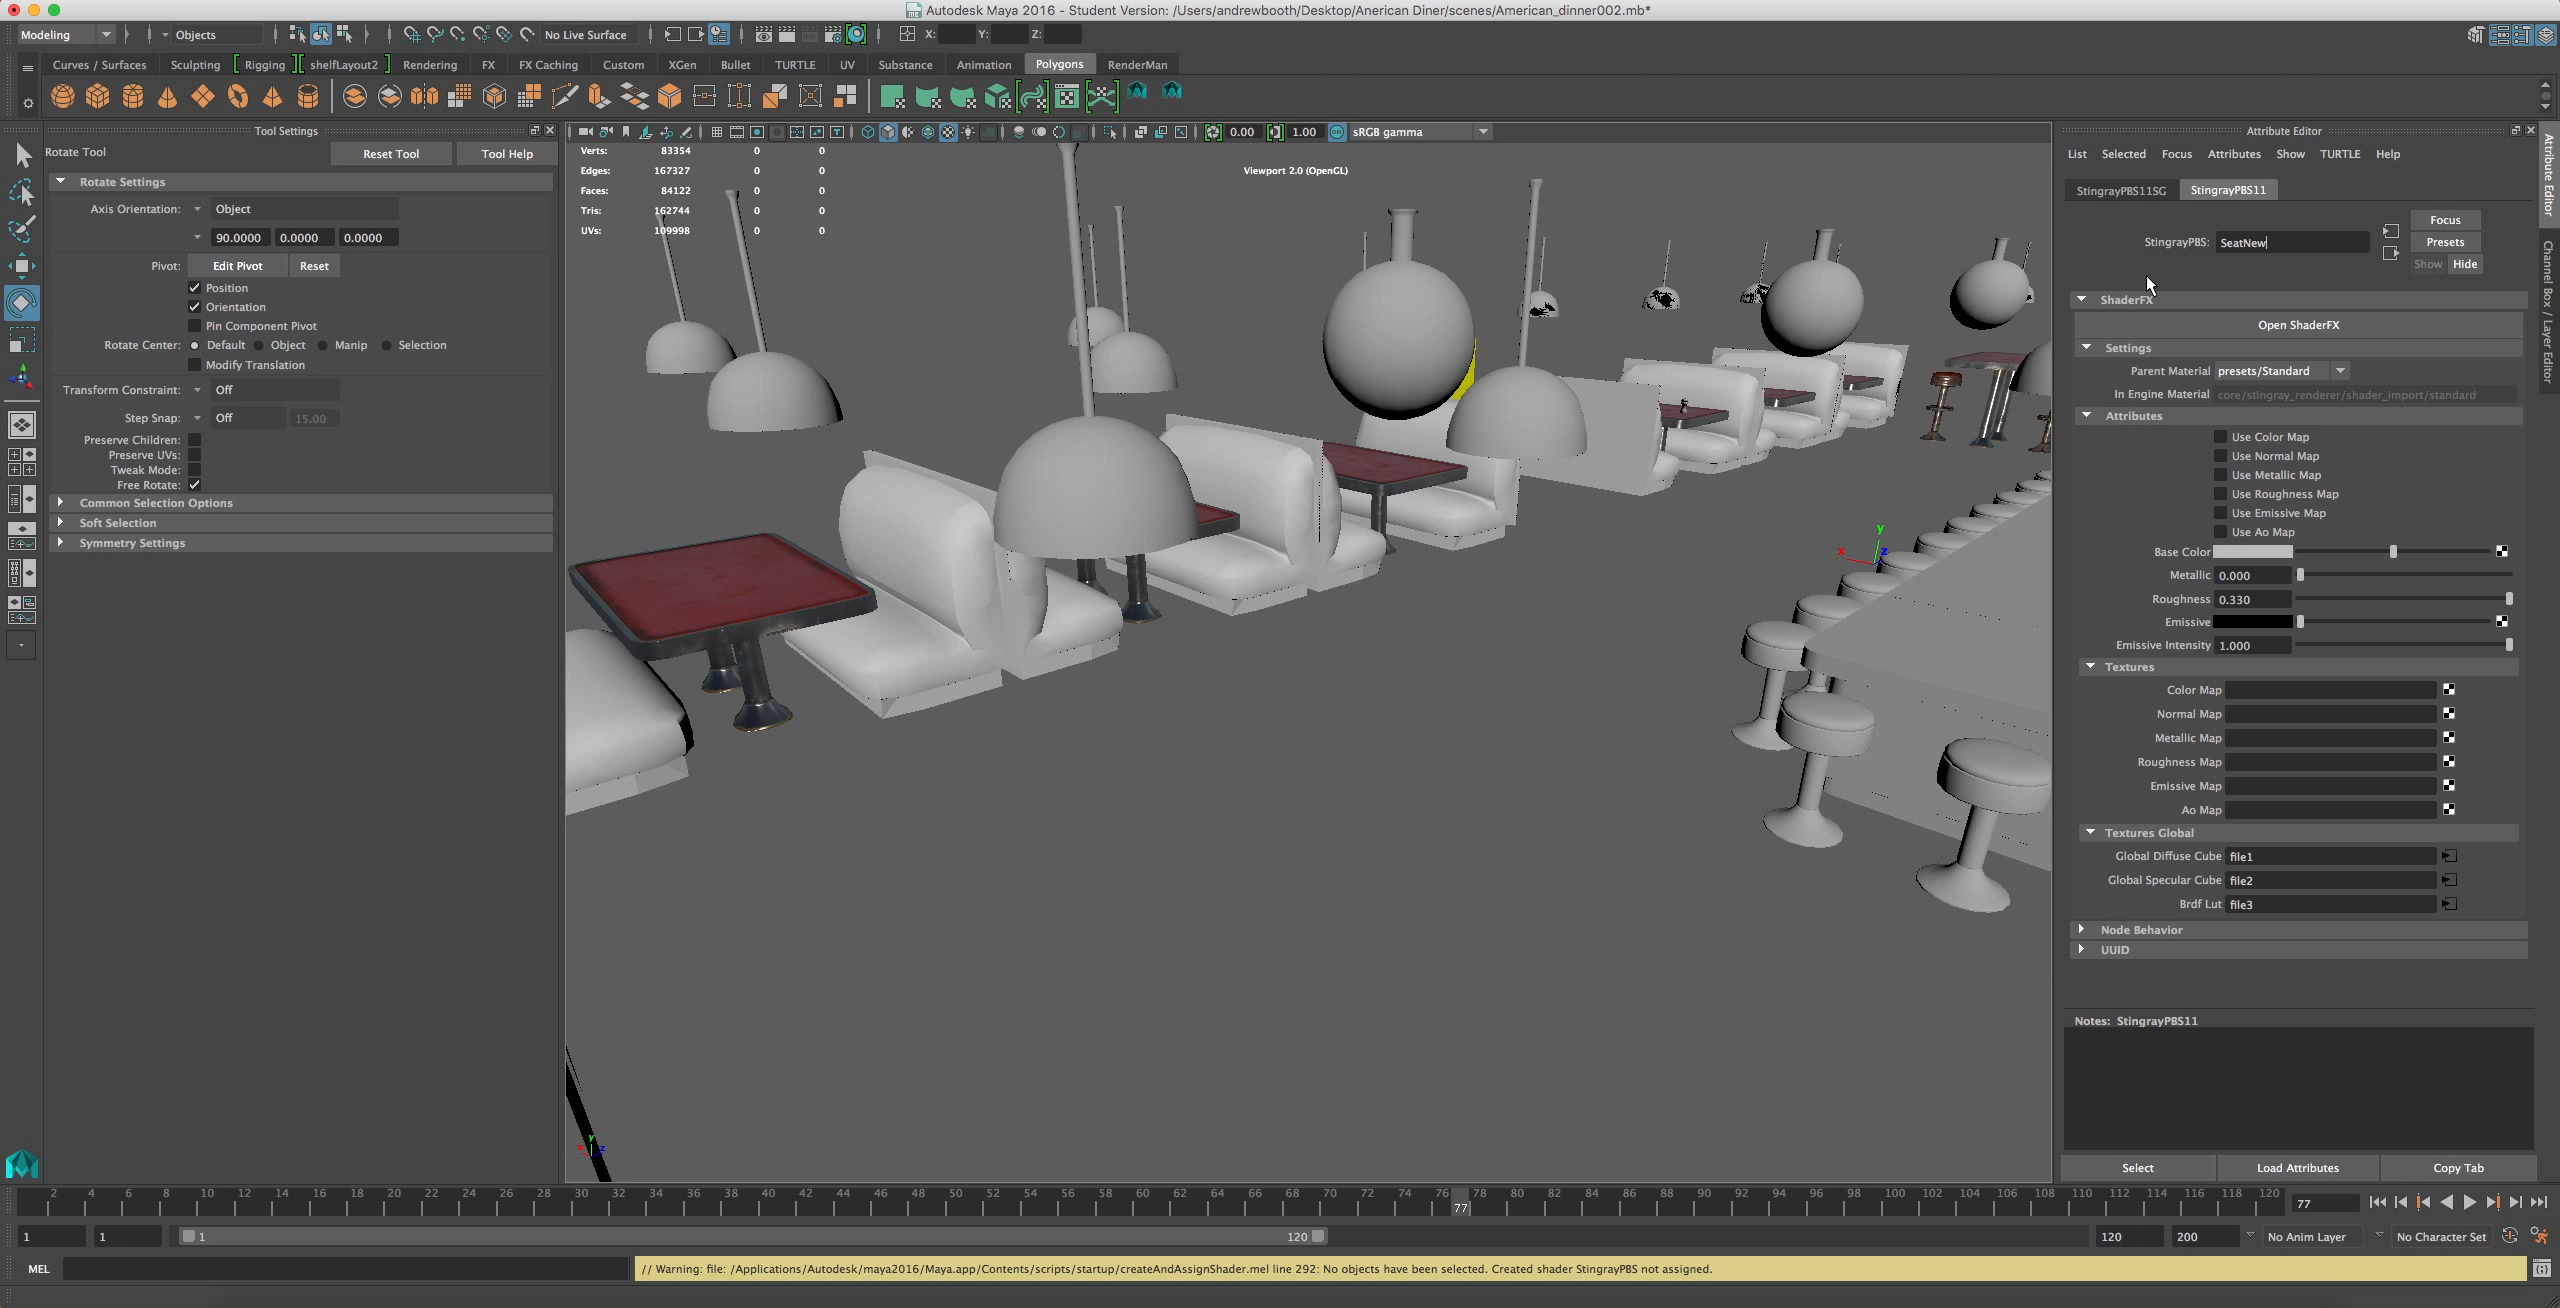 Autodesk Maya 2016 - Student Version: /Users/andrewbooth/Desktop/Anerican Diner/scenes/American_dinner002.mb*
Modeling
Objects
No Live Surface
X:
Y:
Z:
Curves / Surfaces
Sculpting
Rigging
shelfLayout2
Rendering
FX
FX Caching
Custom
XGen
Bullet
TURTLE
UV
Substance
Animation
Polygons
RenderMan
Tool Settings
Rotate Tool
Reset Tool
Tool Help
Rotate Settings
Axis Orientation:
Object
90.0000
0.0000
0.0000
Pivot:
Edit Pivot
Reset
Position
Orientation
Pin Component Pivot
Rotate Center:
Default
Object
Manip
Selection
Modify Translation
Transform Constraint:
Off
Step Snap:
Off
15.00
Preserve Children:
Preserve UVs:
Tweak Mode:
Free Rotate:
Common Selection Options
Soft Selection
Symmetry Settings
0.00
1.00
ON
sRGB gamma
Verts: 83354 0 0
Edges: 167327 0 0
Faces: 84122 0 0
Tris: 162744 0 0
UVs: 109998 0 0
Viewport 2.0 (OpenGL)
y
x
z
y
x
z
Attribute Editor
List
Selected
Focus
Attributes
Show
TURTLE
Help
StingrayPBS11SG
StingrayPBS11
StingrayPBS:
SeatNew
Focus
Presets
Show
Hide
ShaderFX
Open ShaderFX
Settings
Parent Material
presets/Standard
In Engine Material
core/stingray_renderer/shader_import/standard
Attributes
Use Color Map
Use Normal Map
Use Metallic Map
Use Roughness Map
Use Emissive Map
Use Ao Map
Base Color
Metallic 0.000
Roughness 0.330
Emissive
Emissive Intensity 1.000
Textures
Color Map
Normal Map
Metallic Map
Roughness Map
Emissive Map
Ao Map
Textures Global
Global Diffuse Cube file1
Global Specular Cube file2
Brdf Lut file3
Node Behavior
UUID
Notes: StingrayPBS11
Select
Load Attributes
Copy Tab
Attribute Editor
Channel Box / Layer Editor
2 4 6 8 10 12 14 16 18 20 22 24 26 28 30 32 34 36 38 40 42 44 46 48 50 52 54 56 58 60 62 64 66 68 70 72 74 76 78 80 82 84 86 88 90 92 94 96 98 100 102 104 106 108 110 112 114 116 118 120
77
77
1
1
1
120
120
200
No Anim Layer
No Character Set
MEL
// Warning: file: /Applications/Autodesk/maya2016/Maya.app/Contents/scripts/startup/createAndAssignShader.mel line 292: No objects have been selected. Created shader StingrayPBS not assigned.